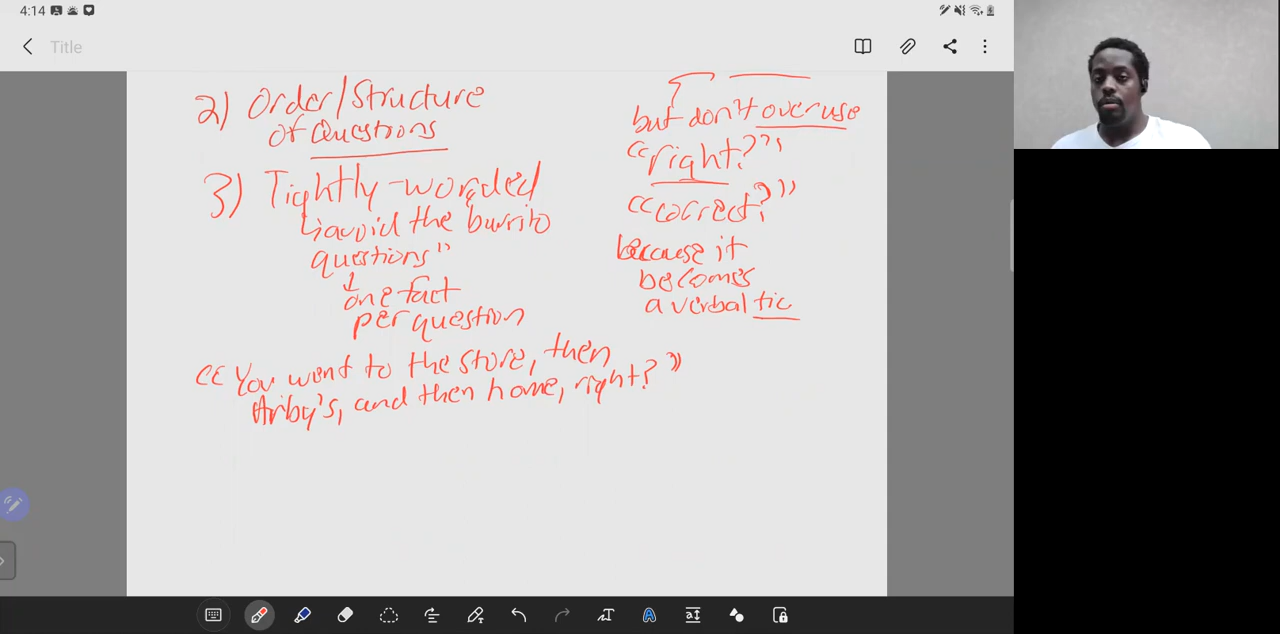 4:14
Title
2) Order/Structure
of Questions
3) Tightly-worded
"avoid the burrito
questions"
one fact
per question
"You went to the store, then
Arby's, and then home, right?"
but don't overuse
"right?",
"correct?"
because it
becomes
a verbal tic